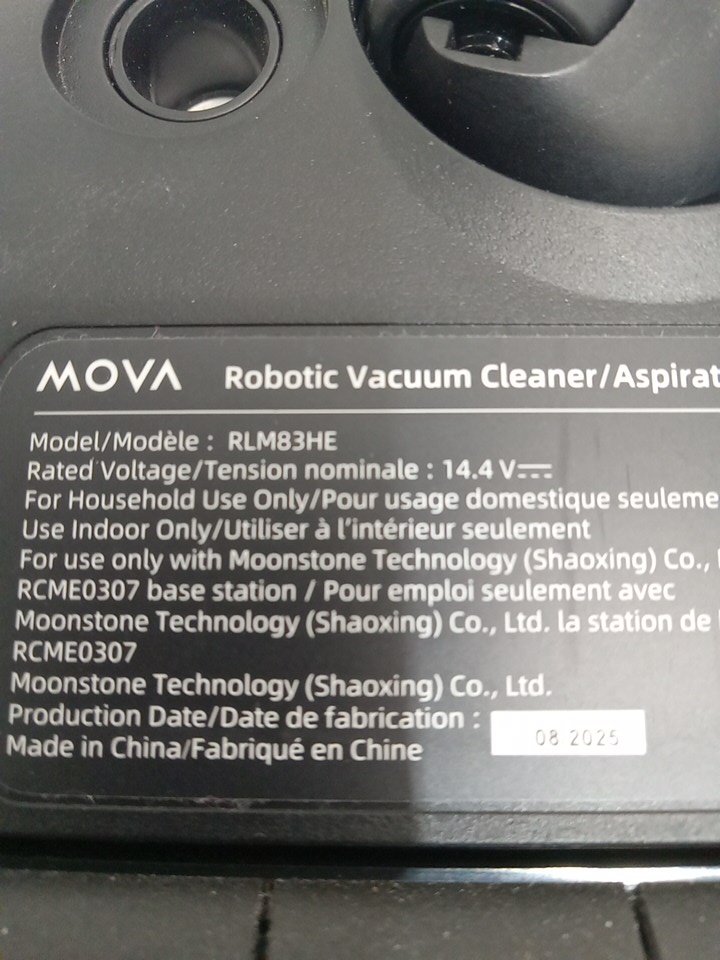 MOVA Robotic Vacuum Cleaner/Aspirat
Model/Modèle : RLM83HE
Rated Voltage/Tension nominale : 14.4 V⎓
For Household Use Only/Pour usage domestique seuleme
Use Indoor Only/Utiliser à l'intérieur seulement
For use only with Moonstone Technology (Shaoxing) Co.,
RCME0307 base station / Pour emploi seulement avec
Moonstone Technology (Shaoxing) Co., Ltd. la station de
RCME0307
Moonstone Technology (Shaoxing) Co., Ltd.
Production Date/Date de fabrication : 08 2025
Made in China/Fabriqué en Chine